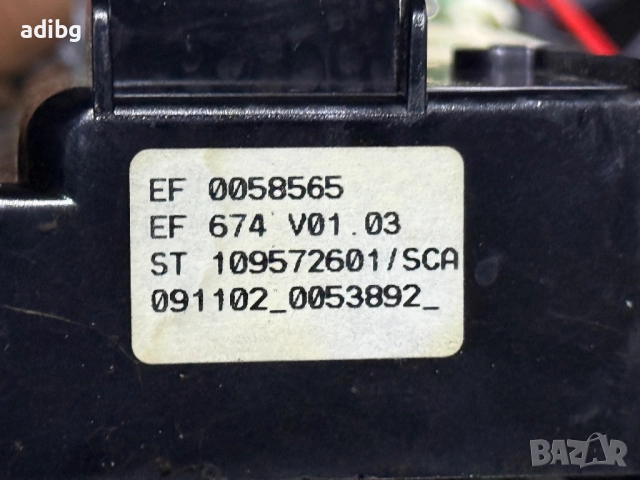 adibg
EF 0058565
EF 674 V01.03
ST 109572601/SCA
091102_0053892_
BAZAR